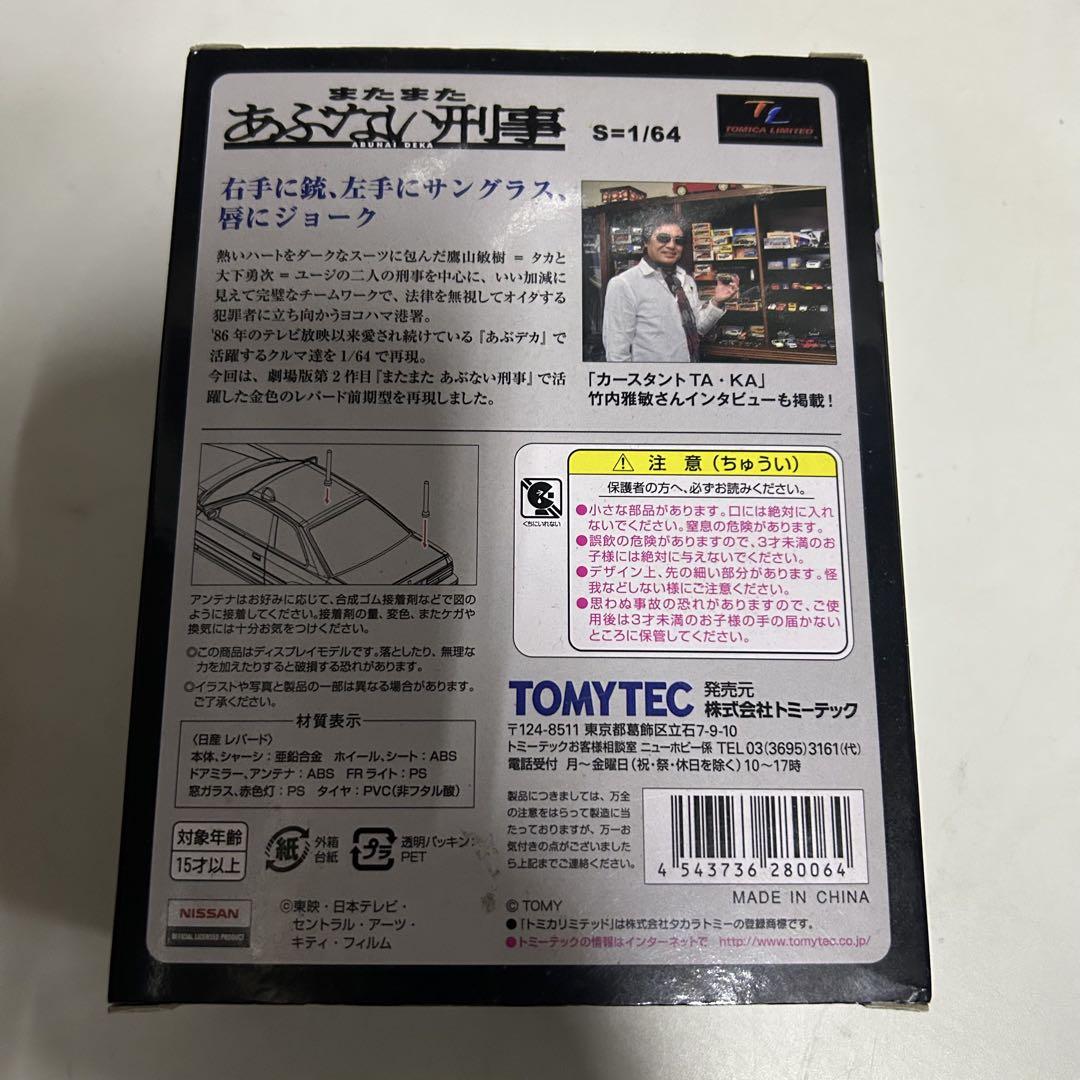 またまた
あぶない刑事
ABUNAI DEKA
S=1/64
TL
TOMICA LIMITED
右手に銃、左手にサングラス、
唇にジョーク
熱いハートをダークなスーツに包んだ鷹山敏樹 = タカと
大下勇次 = ユージの二人の刑事を中心に、いい加減に
見えて完璧なチームワークで、法律を無視してオイタする
犯罪者に立ち向かうヨコハマ港署。
'86 年のテレビ放映以来愛され続けている『あぶデカ』で
活躍するクルマ達を 1/64 で再現。
今回は、劇場版第 2 作目『またまた あぶない刑事』で活
躍した金色のレパード前期型を再現しました。
「カースタント TA・KA」
竹内雅敏さんインタビューも掲載!
アンテナはお好みに応じて、合成ゴム接着剤などで図の
ように接着してください。接着剤の量、変色、またケガや
換気には十分お気をつけください。
◎この商品はディスプレイモデルです。落としたり、無理な
力を加えたりすると破損する恐れがあります。
◎イラストや写真と製品の一部は異なる場合があります。
ご了承ください。
材質表示
〈日産 レパード〉
本体、シャーシ:亜鉛合金 ホイール、シート:ABS
ドアミラー、アンテナ:ABS FRライト:PS
窓ガラス、赤色灯:PS タイヤ:PVC(非フタル酸)
対象年齢
15才以上
紙
外箱
台紙
プラ
透明パッキン:
PET
NISSAN
OFFICIAL LICENSED PRODUCT
©東映・日本テレビ・
セントラル・アーツ・
キティ・フィルム
くちにいれない
⚠ 注 意(ちゅうい)
保護者の方へ、必ずお読みください。
●小さな部品があります。口には絶対に入れ
ないでください。窒息の危険があります。
●誤飲の危険がありますので、3才未満のお
子様には絶対に与えないでください。
●デザイン上、先の細い部分があります。怪
我などしない様にご注意ください。
●思わぬ事故の恐れがありますので、ご使
用後は3才未満のお子様の手の届かない
ところに保管してください。
TOMYTEC 発売元
株式会社トミーテック
〒124-8511 東京都葛飾区立石7-9-10
トミーテックお客様相談室 ニューホビー係 TEL 03(3695)3161(代)
電話受付 月〜金曜日(祝・祭・休日を除く)10〜17時
製品につきましては、万全
の注意をはらって製造に当
たっておりますが、万一お
気付きの点がございました
ら上記までご連絡ください。
4 543736 280064
MADE IN CHINA
© TOMY
●「トミカリミテッド」は株式会社タカラトミーの登録商標です。
●トミーテックの情報はインターネットで http://www.tomytec.co.jp/